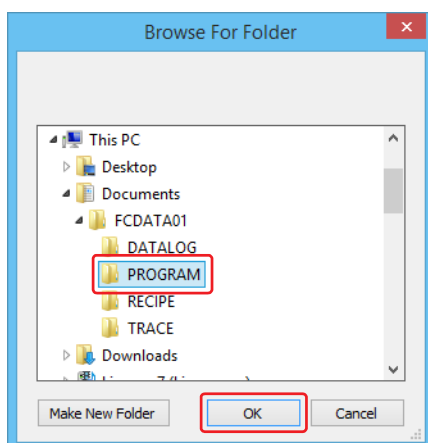 Browse For Folder
This PC
Desktop
Documents
FCDATA01
DATALOG
PROGRAM
RECIPE
TRACE
Downloads
Make New Folder OK Cancel